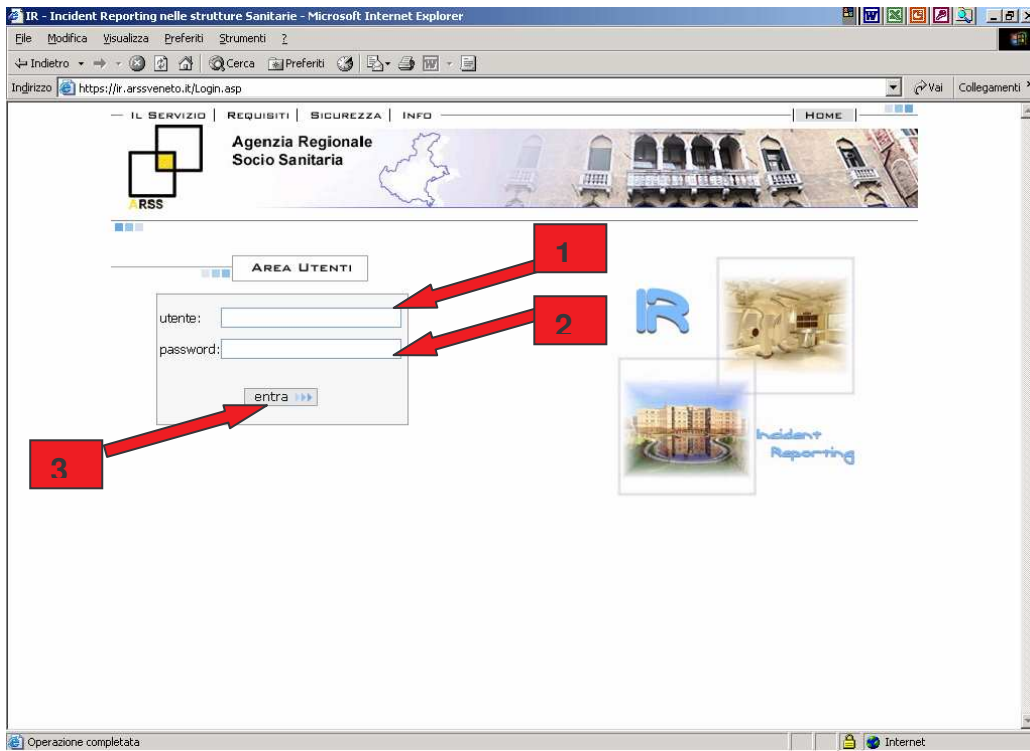 IR - Incident Reporting nelle strutture Sanitarie - Microsoft Internet Explorer
File Modifica Visualizza Preferiti Strumenti ?
Indietro Cerca Preferiti
Indirizzo https://ir.arssveneto.it/Login.asp Vai Collegamenti
IL SERVIZIO | REQUISITI | SICUREZZA | INFO | HOME |
Agenzia Regionale
Socio Sanitaria
ARSS
AREA UTENTI
1
utente:
2
password:
entra
3
IR
Incident
Reporting
Operazione completata Internet